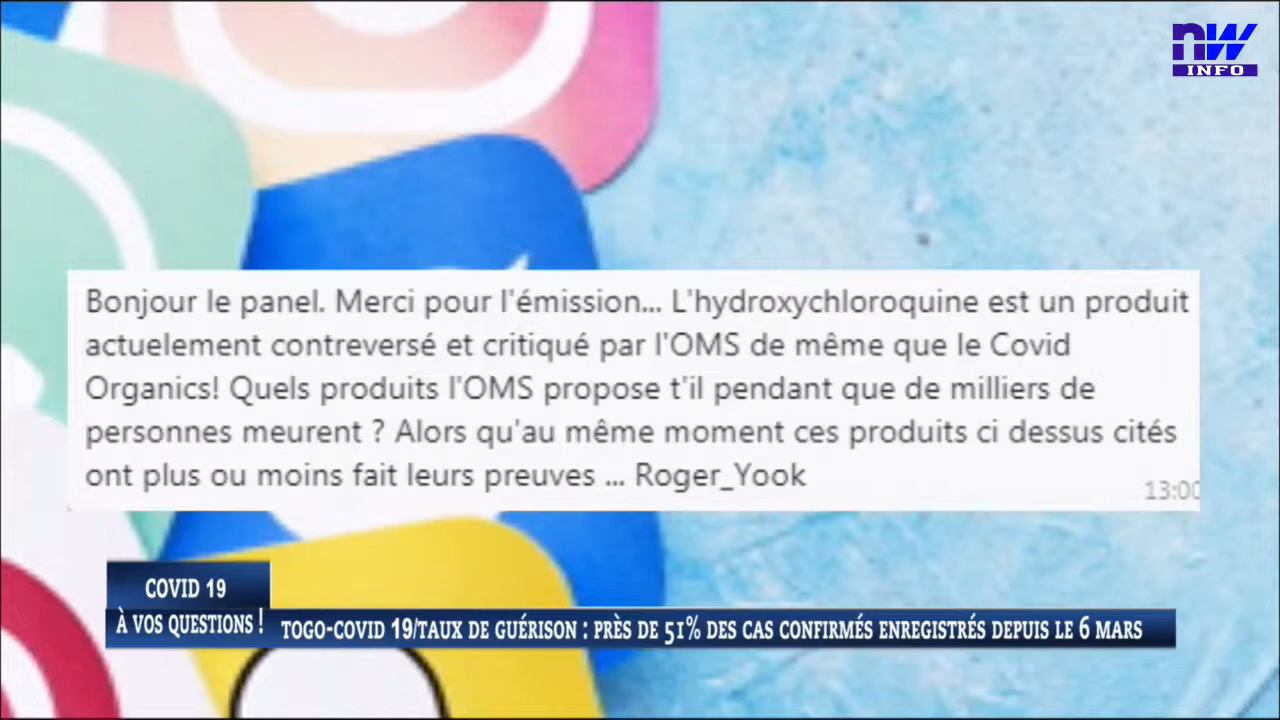 nw
INFO
Bonjour le panel. Merci pour l'émission... L'hydroxychloroquine est un produit
actuelement contreversé et critiqué par l'OMS de même que le Covid
Organics! Quels produits l'OMS propose t'il pendant que de milliers de
personnes meurent ? Alors qu'au même moment ces produits ci dessus cités
ont plus ou moins fait leurs preuves ... Roger_Yook
13:00
COVID 19
À VOS QUESTIONS !
TOGO-COVID 19/TAUX DE GUÉRISON : PRÈS DE 51% DES CAS CONFIRMÉS ENREGISTRÉS DEPUIS LE 6 MARS